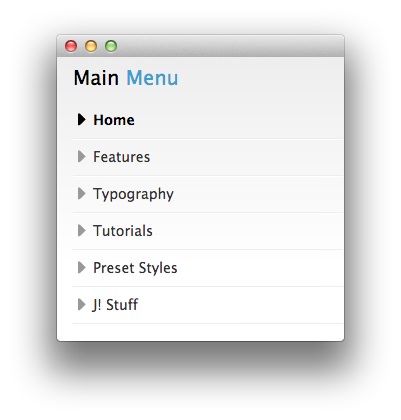 Main Menu
Home
Features
Typography
Tutorials
Preset Styles
J! Stuff